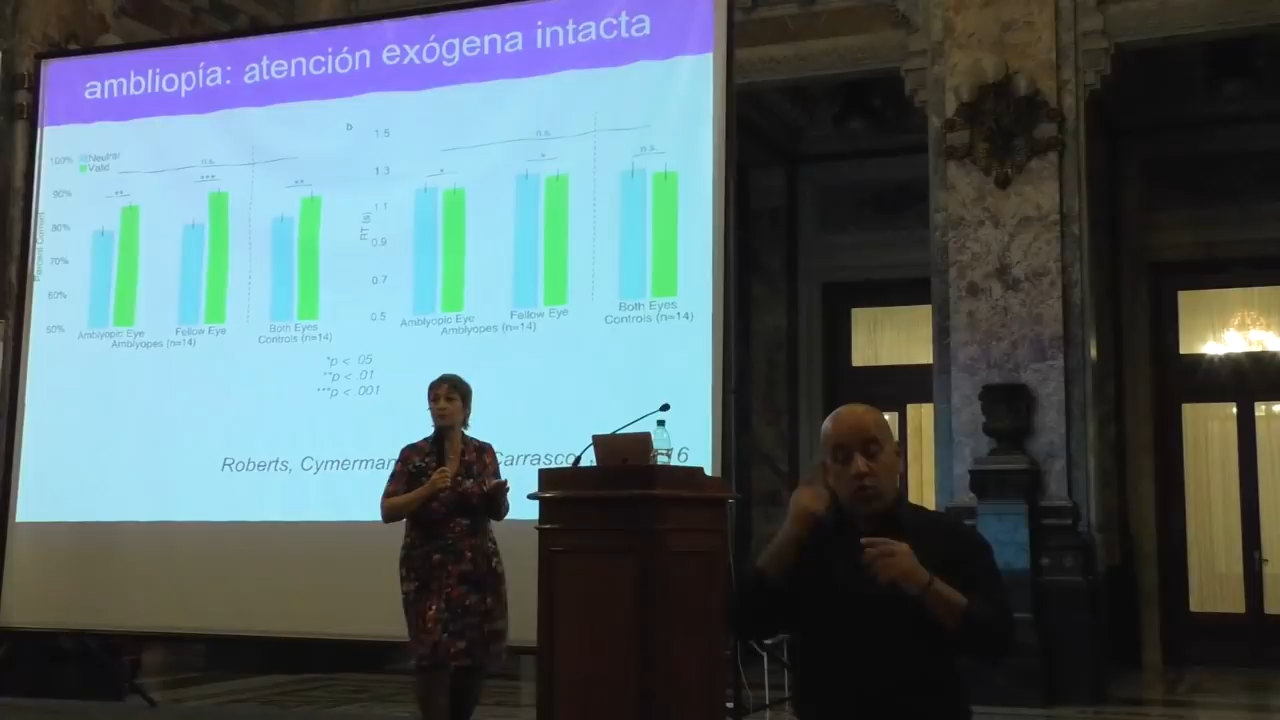 ambliopía: atención exógena intacta
100%
90%
80%
70%
60%
50%
Percent Correct
Neutral
Valid
n.s.
**
***
**
Amblyopic Eye
Fellow Eye
Both Eyes
Amblyopes (n=14)
Controls (n=14)
b
1.5
1.3
1.1
0.9
0.7
0.5
RT (s)
n.s.
*
*
n.s.
Amblyopic Eye
Fellow Eye
Both Eyes
Amblyopes (n=14)
Controls (n=14)
*p < .05
**p < .01
***p < .001
Roberts, Cymerman
Carrasco
16